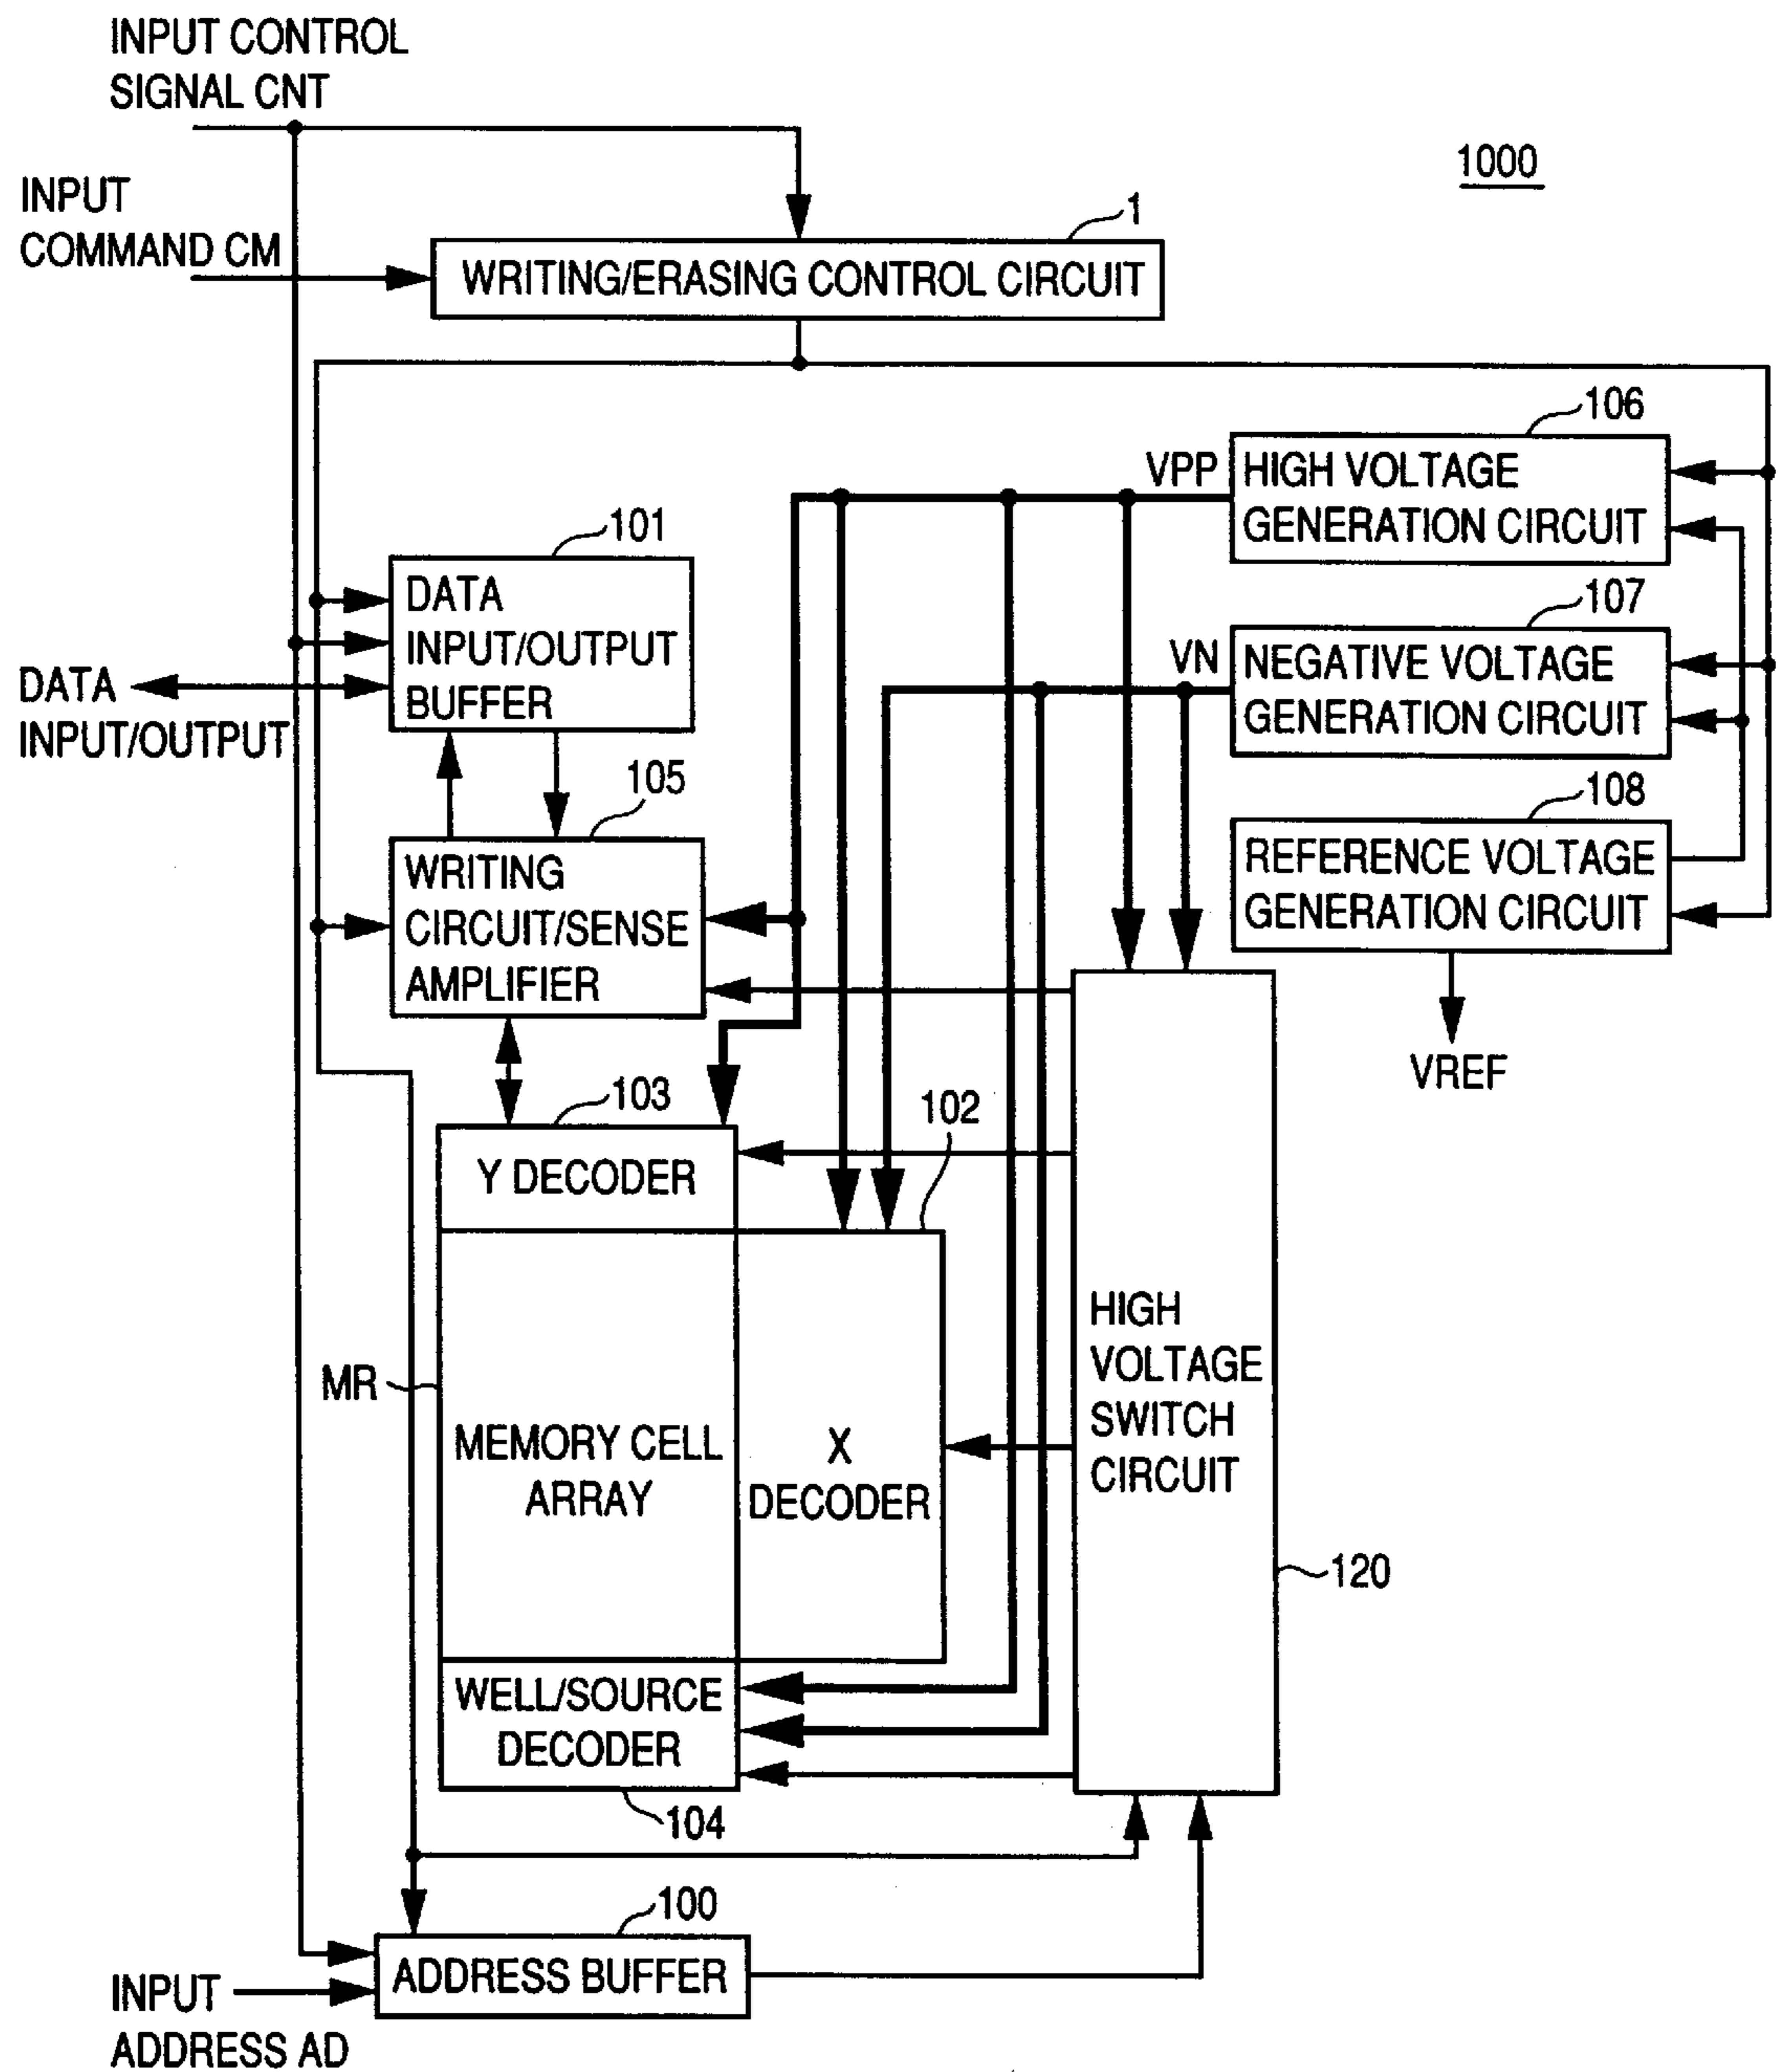 INPUT CONTROL
SIGNAL CNT
1000
INPUT
COMMAND CM
1
WRITING/ERASING CONTROL CIRCUIT
106
VPP
HIGH VOLTAGE
GENERATION CIRCUIT
101
DATA
INPUT/OUTPUT
BUFFER
107
VN
NEGATIVE VOLTAGE
GENERATION CIRCUIT
DATA
INPUT/OUTPUT
105
108
WRITING
CIRCUIT/SENSE
AMPLIFIER
REFERENCE VOLTAGE
GENERATION CIRCUIT
VREF
103
102
Y DECODER
HIGH
VOLTAGE
SWITCH
CIRCUIT
MR
MEMORY CELL
ARRAY
X
DECODER
120
WELL/SOURCE
DECODER
104
100
ADDRESS BUFFER
INPUT
ADDRESS AD